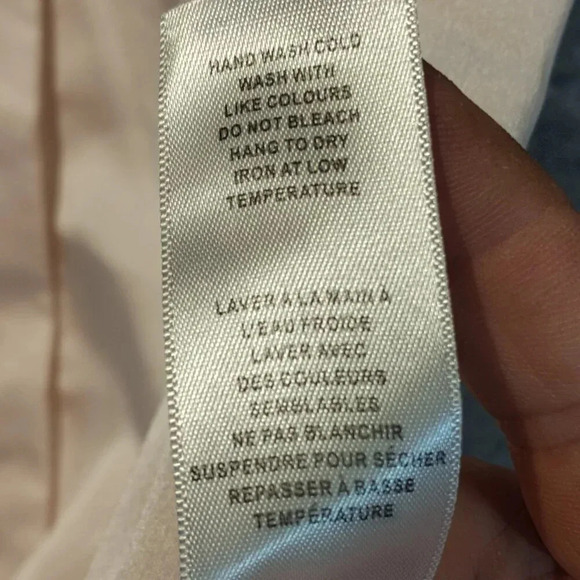 HAND WASH COLD
WASH WITH
LIKE COLOURS
DO NOT BLEACH
HANG TO DRY
IRON AT LOW
TEMPERATURE
LAVER A LA MAIN A
L'EAU FROIDE
LAVER AVEC
DES COULEURS
SEMBLABLES
NE PAS BLANCHIR
SUSPENDRE POUR SÉCHER
REPASSER À BASSE
TEMPÉRATURE